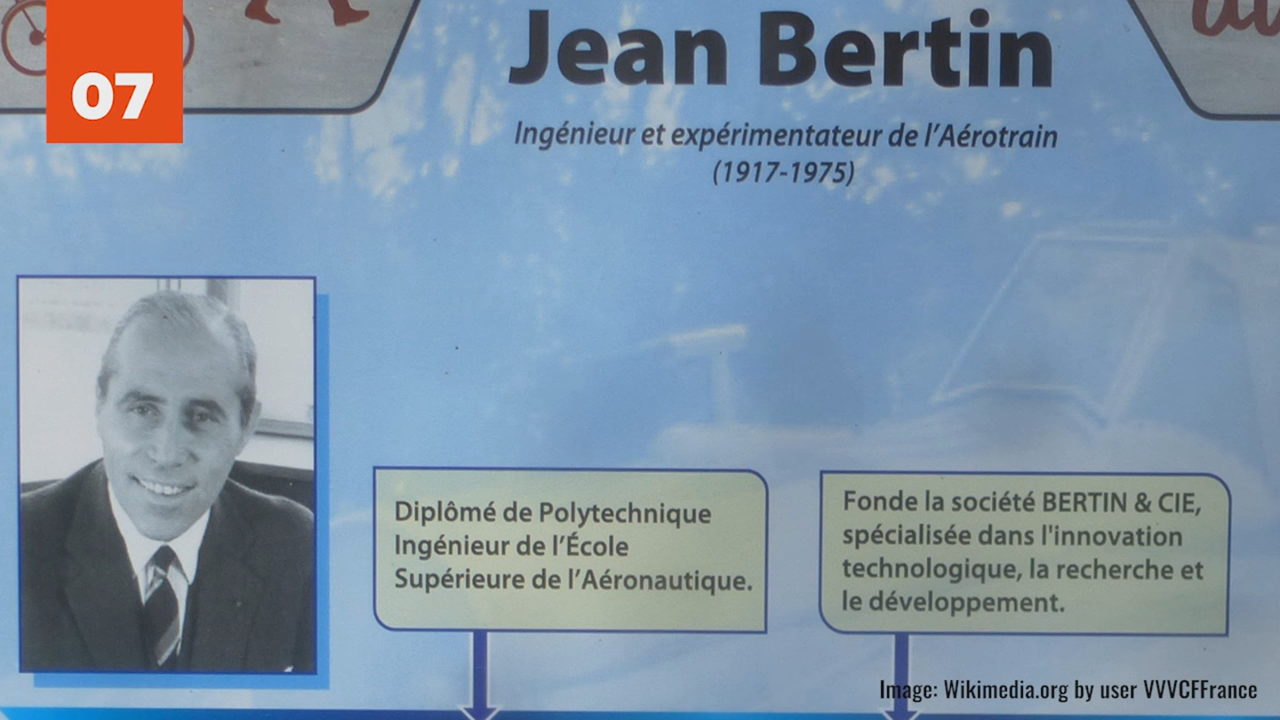 07
Jean Bertin
Ingénieur et expérimentateur de l'Aérotrain
(1917-1975)
Diplômé de Polytechnique
Ingénieur de l'École
Supérieure de l'Aéronautique.
Fonde la société BERTIN & CIE,
spécialisée dans l'innovation
technologique, la recherche et
le développement.
Image: Wikimedia.org by user VVVCFFrance